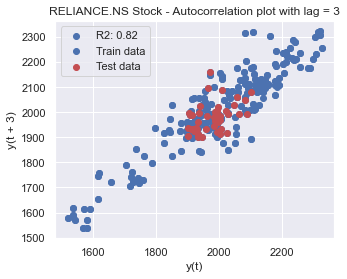 RELIANCE.NS Stock - Autocorrelation plot with lag = 3
R2: 0.82
Train data
Test data
y(t + 3)
2300
2200
2100
2000
1900
1800
1700
1600
1500
1600
1800
2000
2200
y(t)